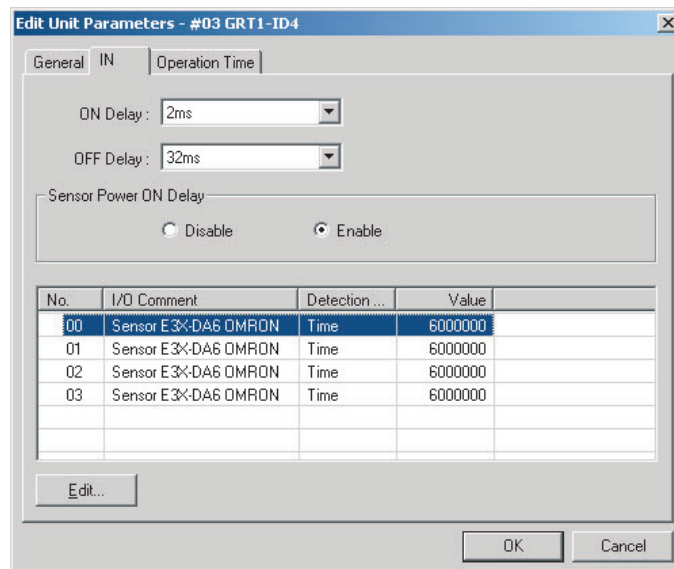 Edit Unit Parameters - #03 GRT1-ID4
General IN Operation Time
ON Delay : 2ms
OFF Delay : 32ms
Sensor Power ON Delay
Disable Enable
No. I/O Comment Detection ... Value
00 Sensor E3X-DA6 OMRON Time 6000000
01 Sensor E3X-DA6 OMRON Time 6000000
02 Sensor E3X-DA6 OMRON Time 6000000
03 Sensor E3X-DA6 OMRON Time 6000000
Edit...
OK Cancel